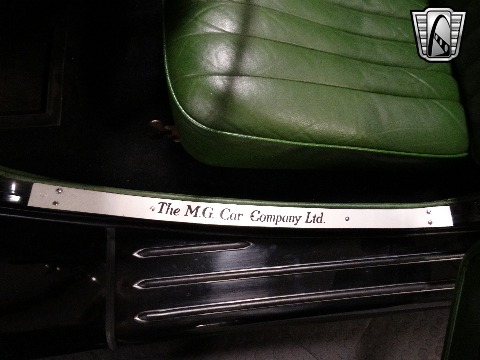 The M.G. Car Company Ltd.